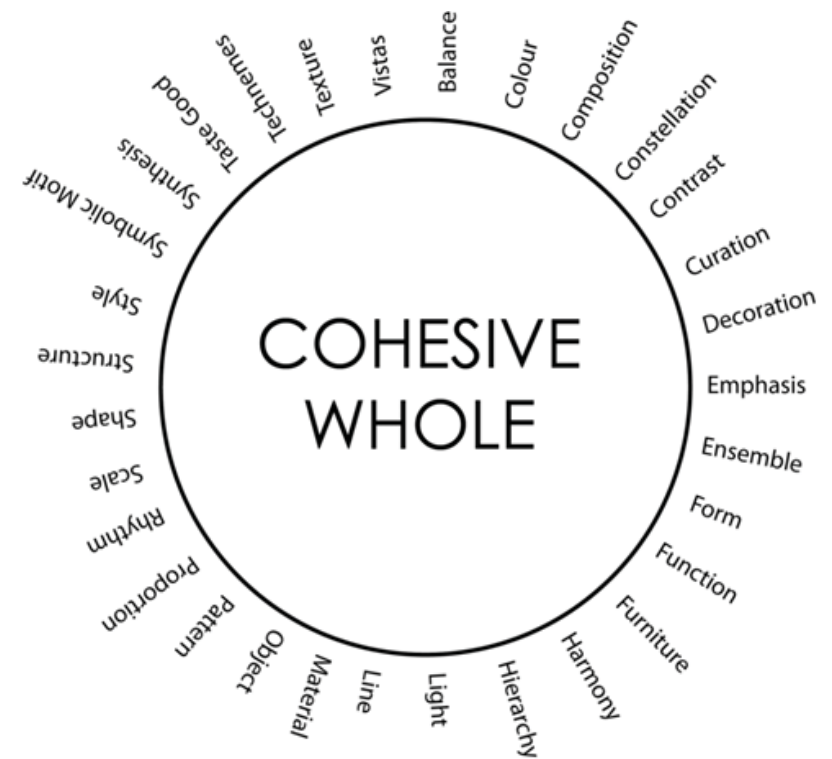 Balance
Colour
Composition
Constellation
Contrast
Curation
Decoration
Emphasis
Ensemble
Form
Function
Furniture
Harmony
Hierarchy
Light
Line
Material
Object
Pattern
Proportion
Rhythm
Scale
Shape
Structure
Style
Symbolic Motif
Synthesis
Taste Good
Technemes
Texture
Vistas
COHESIVE
WHOLE